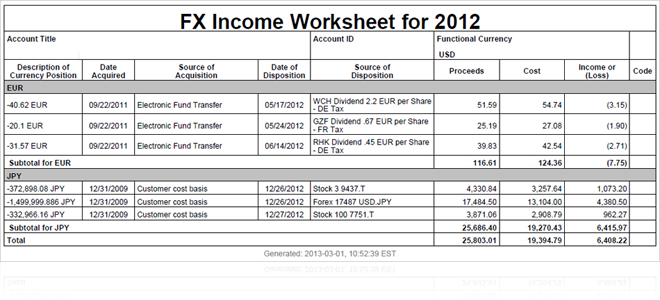 FX Income Worksheet for 2012
Account Title Account ID Functional Currency
USD
Description of Currency Position Date Acquired Source of Acquisition Date of Disposition Source of Disposition Proceeds Cost Income or (Loss) Code
EUR
-40.62 EUR 09/22/2011 Electronic Fund Transfer 05/17/2012 WCH Dividend 2.2 EUR per Share - DE Tax 51.59 54.74 (3.15)
-20.1 EUR 09/22/2011 Electronic Fund Transfer 05/24/2012 GZF Dividend .67 EUR per Share - FR Tax 25.19 27.08 (1.90)
-31.57 EUR 09/22/2011 Electronic Fund Transfer 06/14/2012 RHK Dividend .45 EUR per Share - DE Tax 39.83 42.54 (2.71)
Subtotal for EUR 116.61 124.36 (7.75)
JPY
-372,898.08 JPY 12/31/2009 Customer cost basis 12/26/2012 Stock 3 9437.T 4,330.84 3,257.64 1,073.20
-1,499,999.886 JPY 12/31/2009 Customer cost basis 12/26/2012 Forex 17487 USD.JPY 17,484.50 13,104.00 4,380.50
-332,966.16 JPY 12/31/2009 Customer cost basis 12/27/2012 Stock 100 7751.T 3,871.06 2,908.79 962.27
Subtotal for JPY 25,686.40 19,270.43 6,415.97
Total 25,803.01 19,394.79 6,408.22
Generated: 2013-03-01, 10:52:39 EST